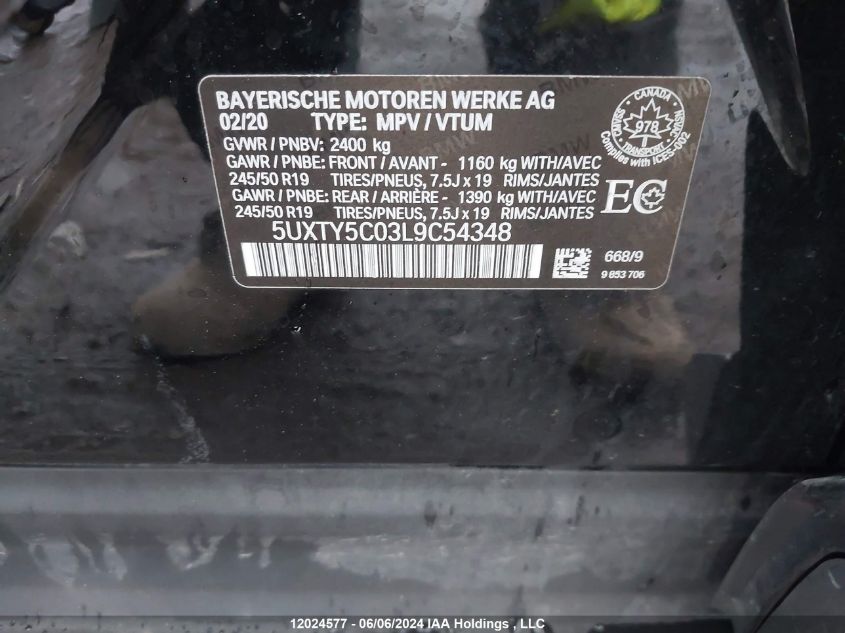 BAYERISCHE MOTOREN WERKE AG
02/20 TYPE: MPV / VTUM
GVWR / PNBV: 2400 kg
GAWR / PNBE: FRONT / AVANT - 1160 kg WITH/AVEC
245/50 R19 TIRES/PNEUS, 7.5J x 19 RIMS/JANTES
GAWR / PNBE: REAR / ARRIÈRE - 1390 kg WITH/AVEC
245/50 R19 TIRES/PNEUS, 7.5J x 19 RIMS/JANTES
5UXTY5C03L9C54348
CANADA
978
TRANSPORT
Complies with ICES-002
EC
668/9
9 853 706
12024577 - 06/06/2024 IAA Holdings , LLC